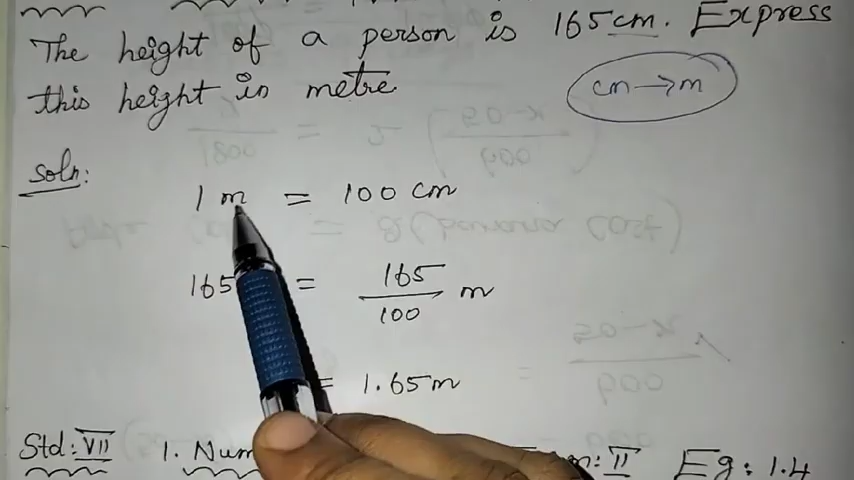 The height of a person is 165cm. Express
this height in metre
cm → m
Soln:
1 m = 100 cm
165 = 165/100 m
= 1.65m
Std: VII 1. Num : II Eg: 1.4